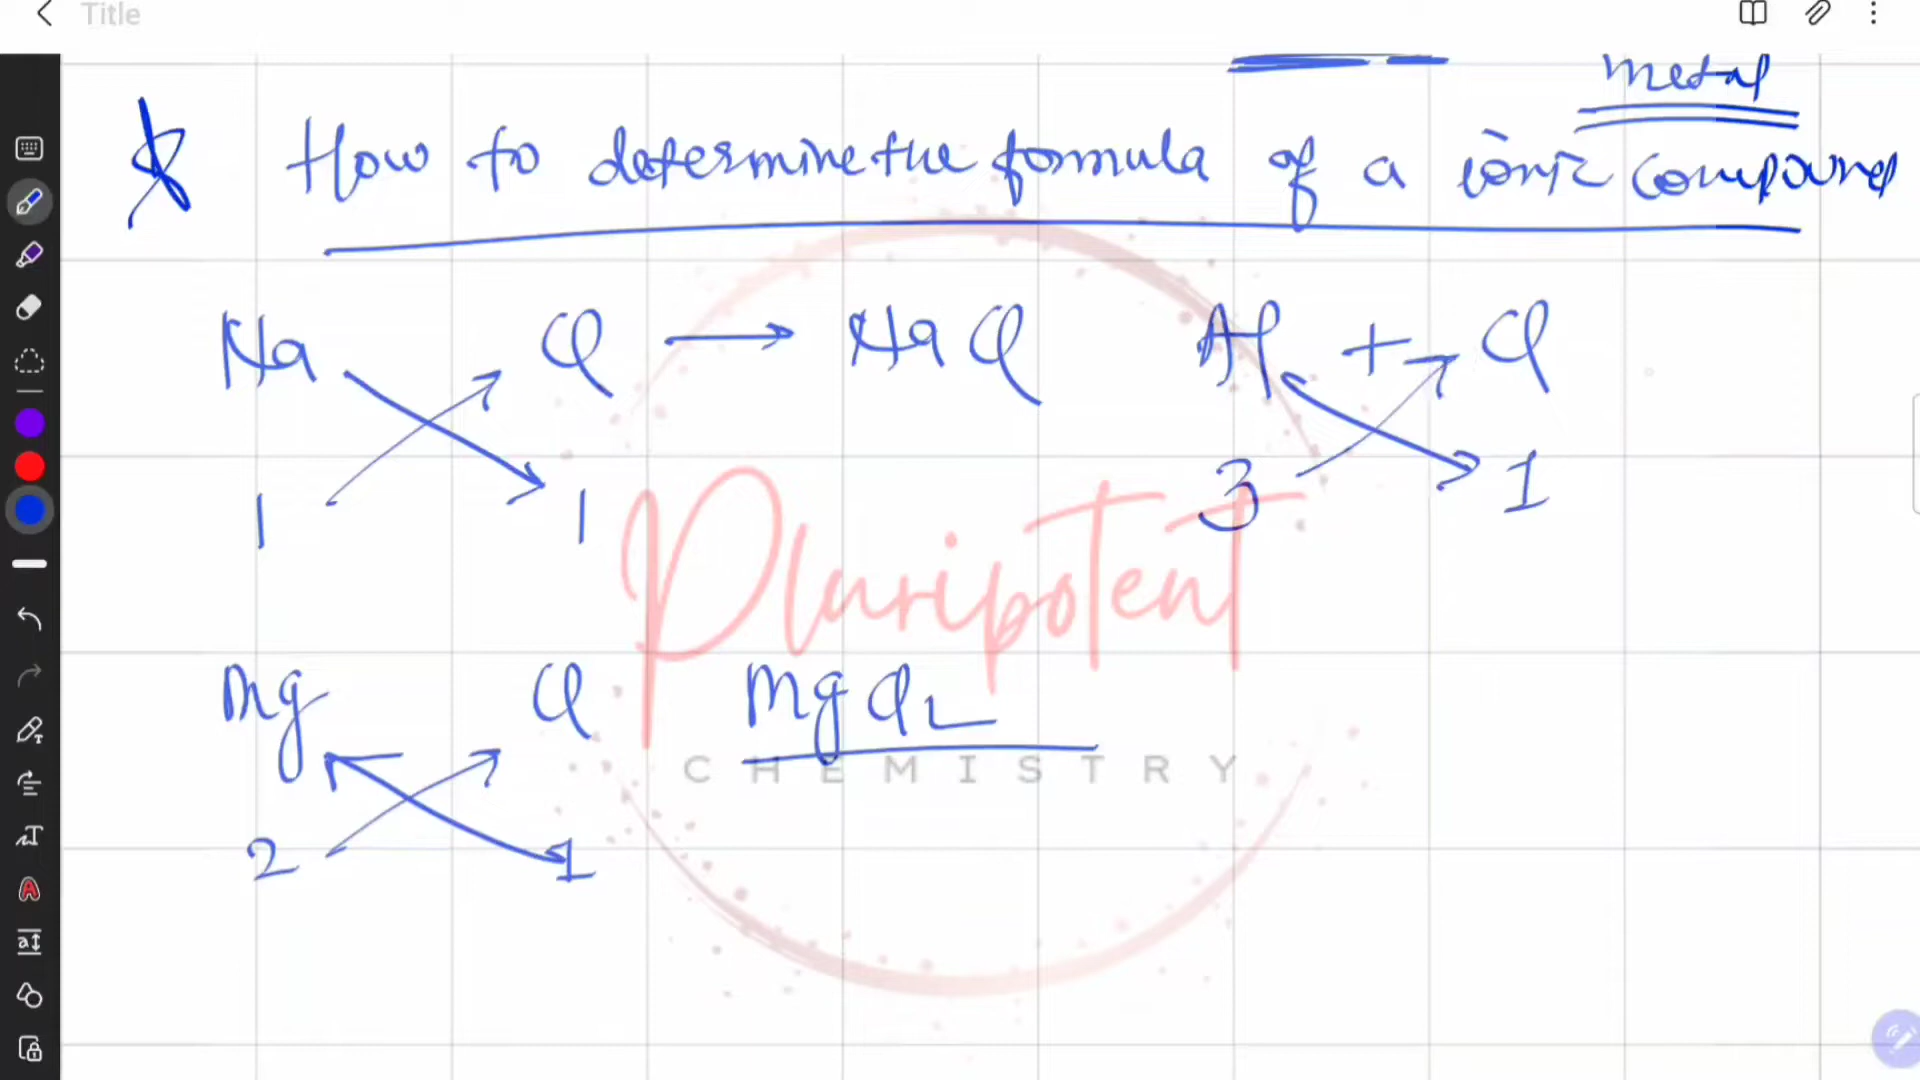 Title
metal
How to determine the formula of a ionic compound
Na Cl → NaCl
1 1
Al + Cl
3 1
Pluripotent
CHEMISTRY
Mg Cl MgCl2
2 1